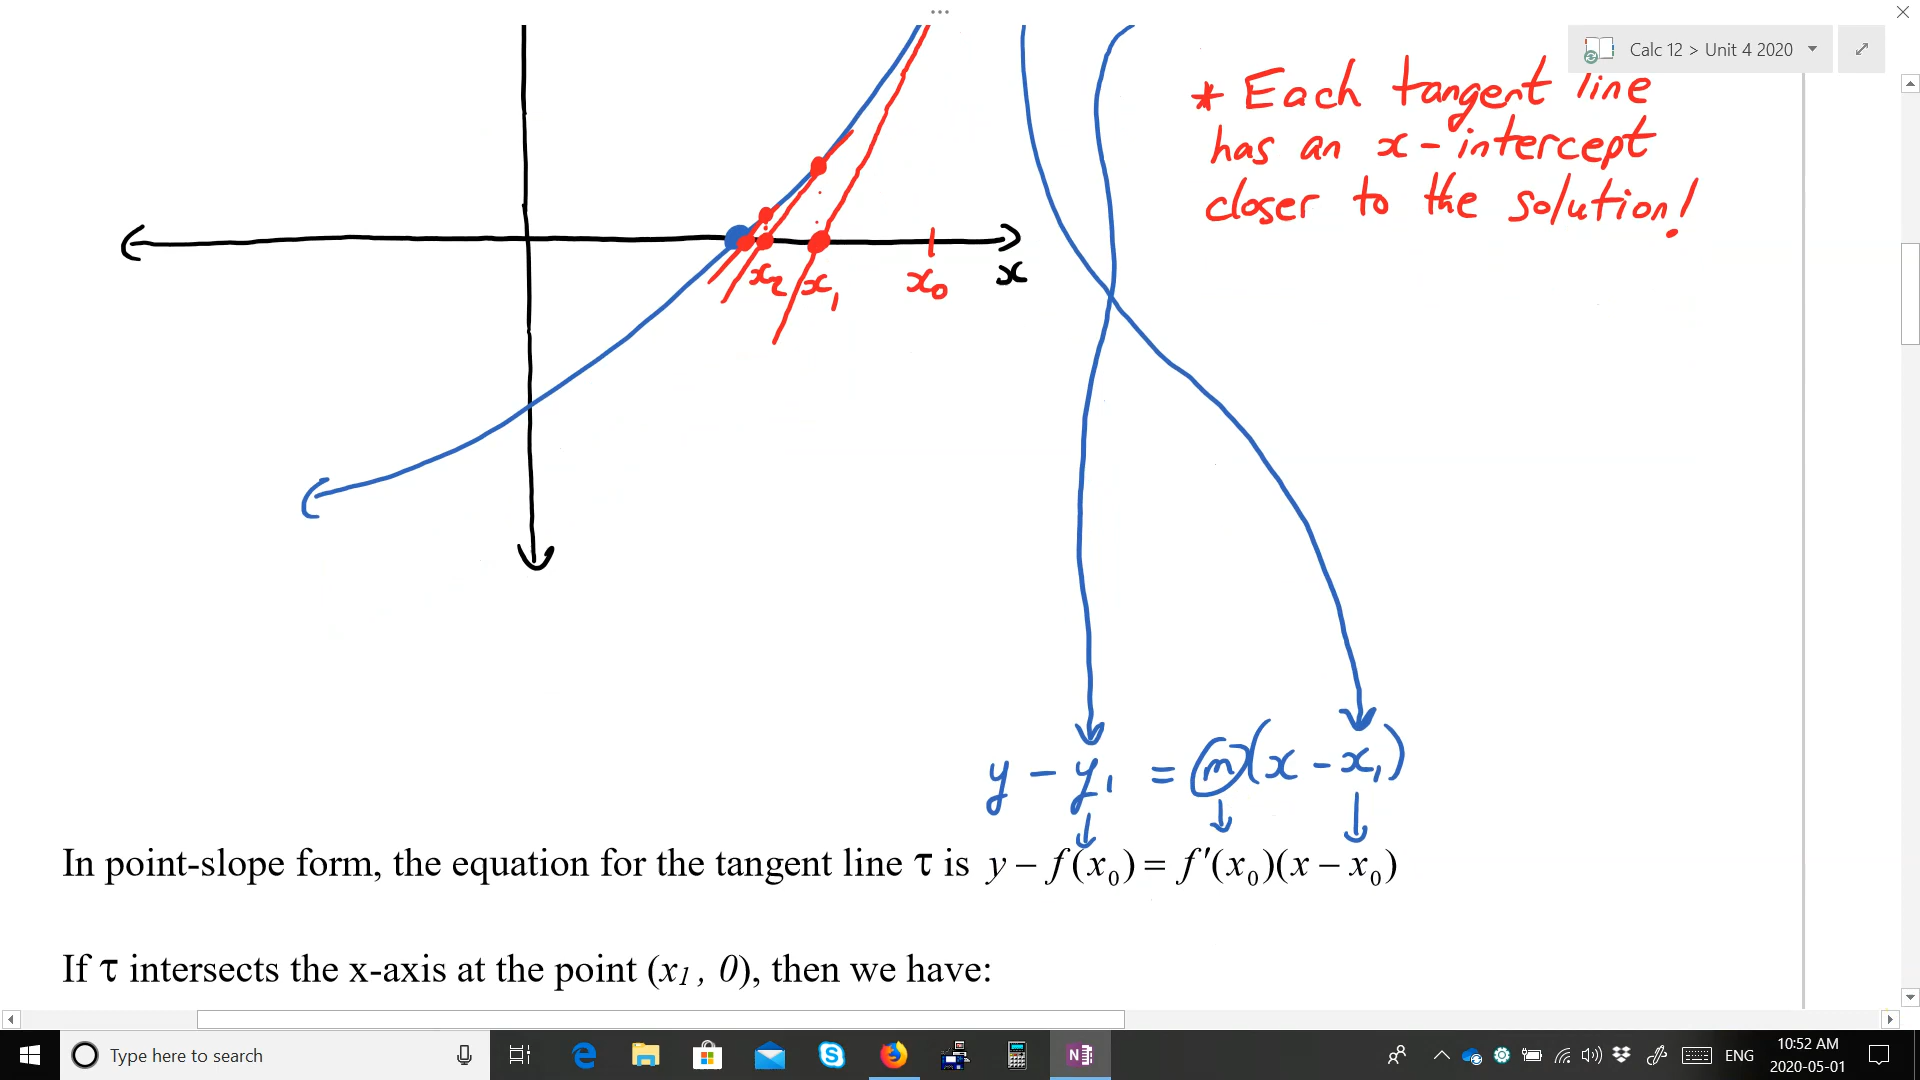 Calc 12 > Unit 4 2020
* Each tangent line
has an x-intercept
closer to the solution!
x₂ x₁ x₀ x
y − y₁ = m(x − x₁)
In point-slope form, the equation for the tangent line τ is y − f(x₀) = f′(x₀)(x − x₀)
If τ intersects the x-axis at the point (x₁ , 0), then we have:
Type here to search
ENG
10:52 AM
2020-05-01